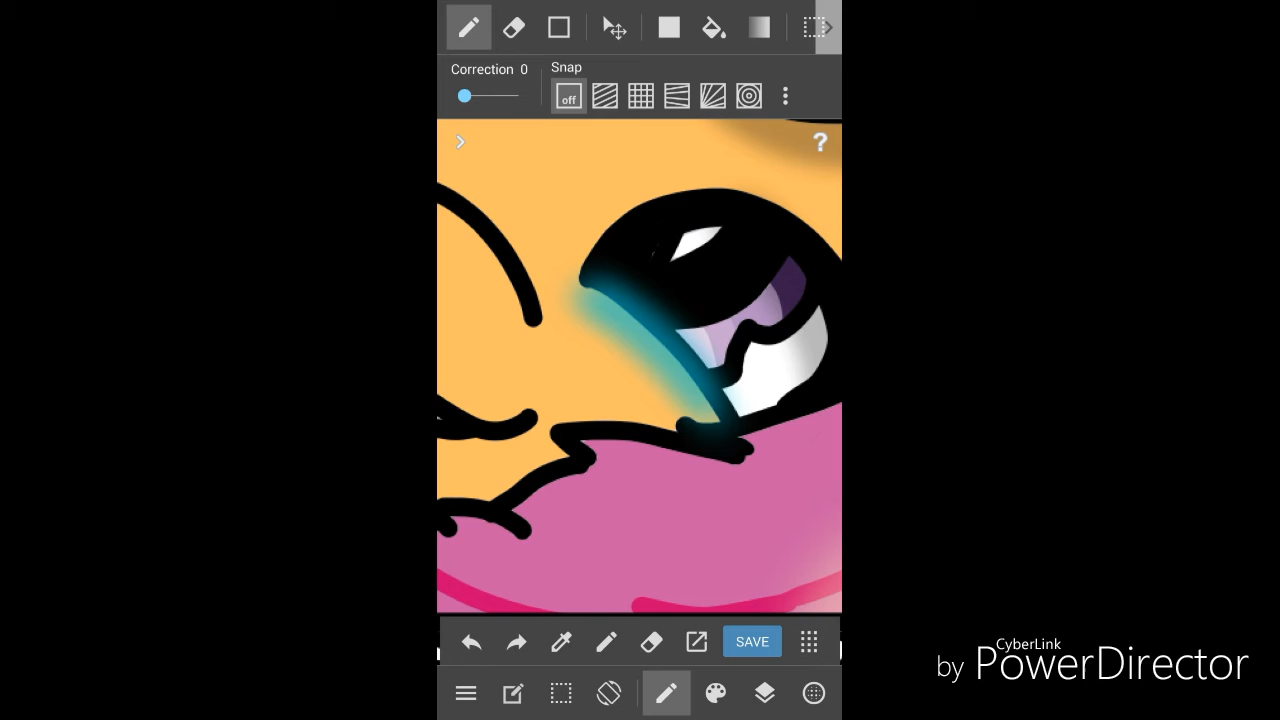 Correction 0
Snap
off
?
SAVE
CyberLink
by PowerDirector